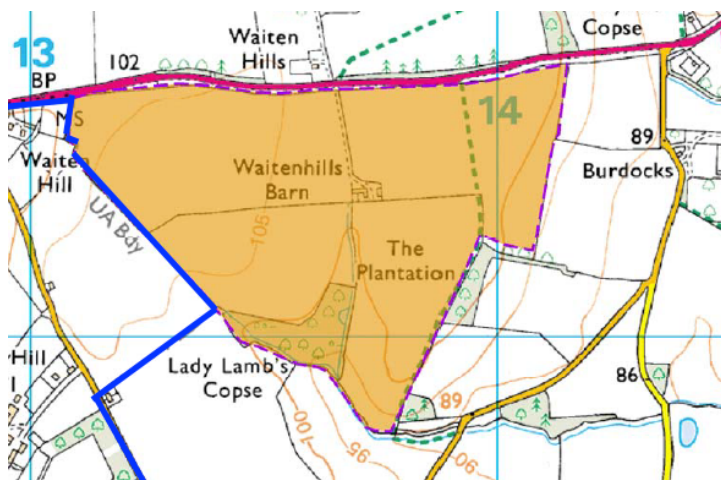 13
BP
102
Waiten
Hills
Copse
14
MS
Waiten
Hill
UA Bdy
Waitenhills
Barn
105
89
Burdocks
The
Plantation
Lady Lamb's
Copse
Hill
100
95
90
89
86